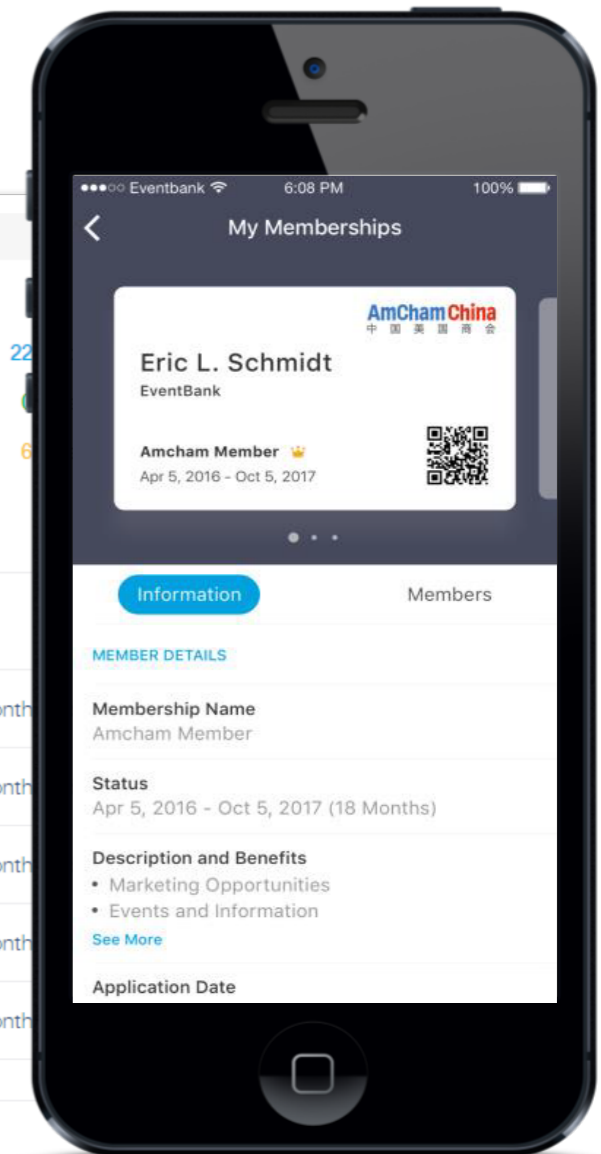 Eventbank 6:08 PM 100%
My Memberships
AmCham China
中国美国商会
Eric L. Schmidt
EventBank
Amcham Member
Apr 5, 2016 - Oct 5, 2017
Information Members
MEMBER DETAILS
Membership Name
Amcham Member
Status
Apr 5, 2016 - Oct 5, 2017 (18 Months)
Description and Benefits
• Marketing Opportunities
• Events and Information
See More
Application Date
22
6
onth
onth
onth
onth
onth